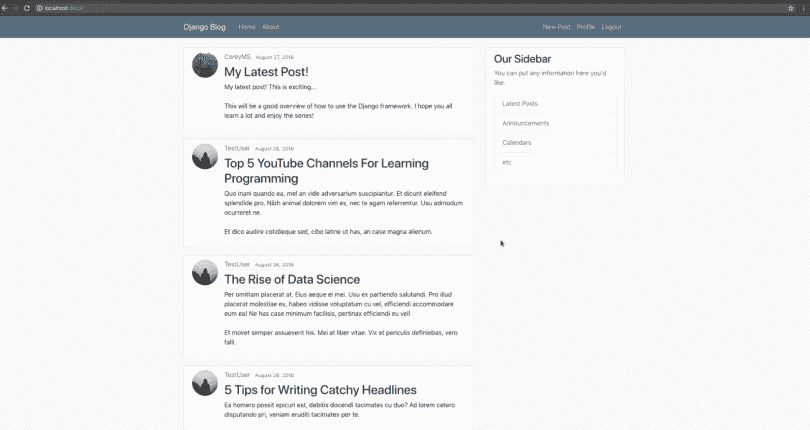 localhost:8000
Django Blog Home About New Post Profile Logout
CoreyMS August 27, 2018
My Latest Post!
My latest post! This is exciting...
This will be a good overview of how to use the Django framework. I hope you all
learn a lot and enjoy the series!
TestUser August 26, 2018
Top 5 YouTube Channels For Learning
Programming
Quo inani quando ea, mel an vide adversarium suscipiantur. Et dicunt eleifend
splendide pro. Nibh animal dolorem vim ex, nec te agam referrentur. Usu admodum
ocurreret ne.
Et dico audire cotidieque sed, cibo latine ut has, an case magna alienum.
TestUser August 26, 2018
The Rise of Data Science
Per omittam placerat at. Eius aeque ei mei. Usu ex partiendo salutandi. Pro illud
placerat molestiae ex, habeo vidisse voluptatum cu vel, efficiendi accommodare
eum ea! Ne has case minimum facilisis, pertinax efficiendi eu vel!
Et movet semper assueverit his. Mei at liber vitae. Vix et periculis definiebas, vero
falli.
TestUser August 26, 2018
5 Tips for Writing Catchy Headlines
Ea homero possit epicuri est, debitis docendi tacimates cu duo? Ad lorem cetero
disputando pri, veniam eruditi tacimates per te.
Our Sidebar
You can put any information here you'd
like.
Latest Posts
Announcements
Calendars
etc